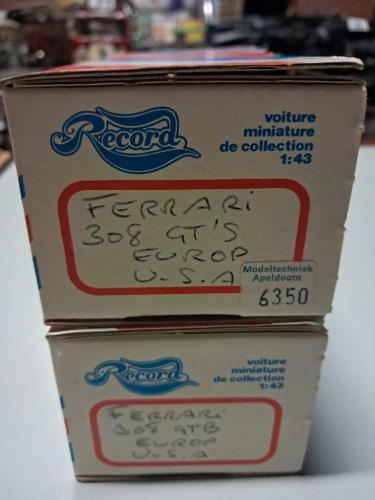 Record
voiture
miniature
de collection
1:43
FERRARi
308 GT'S
EUROP
U.S.A
Modeltechniek
Apeldoorn
6350
Record
voiture
miniature
de collection
1:43
FERRARi
308 GTB
EUROP
U.S.A